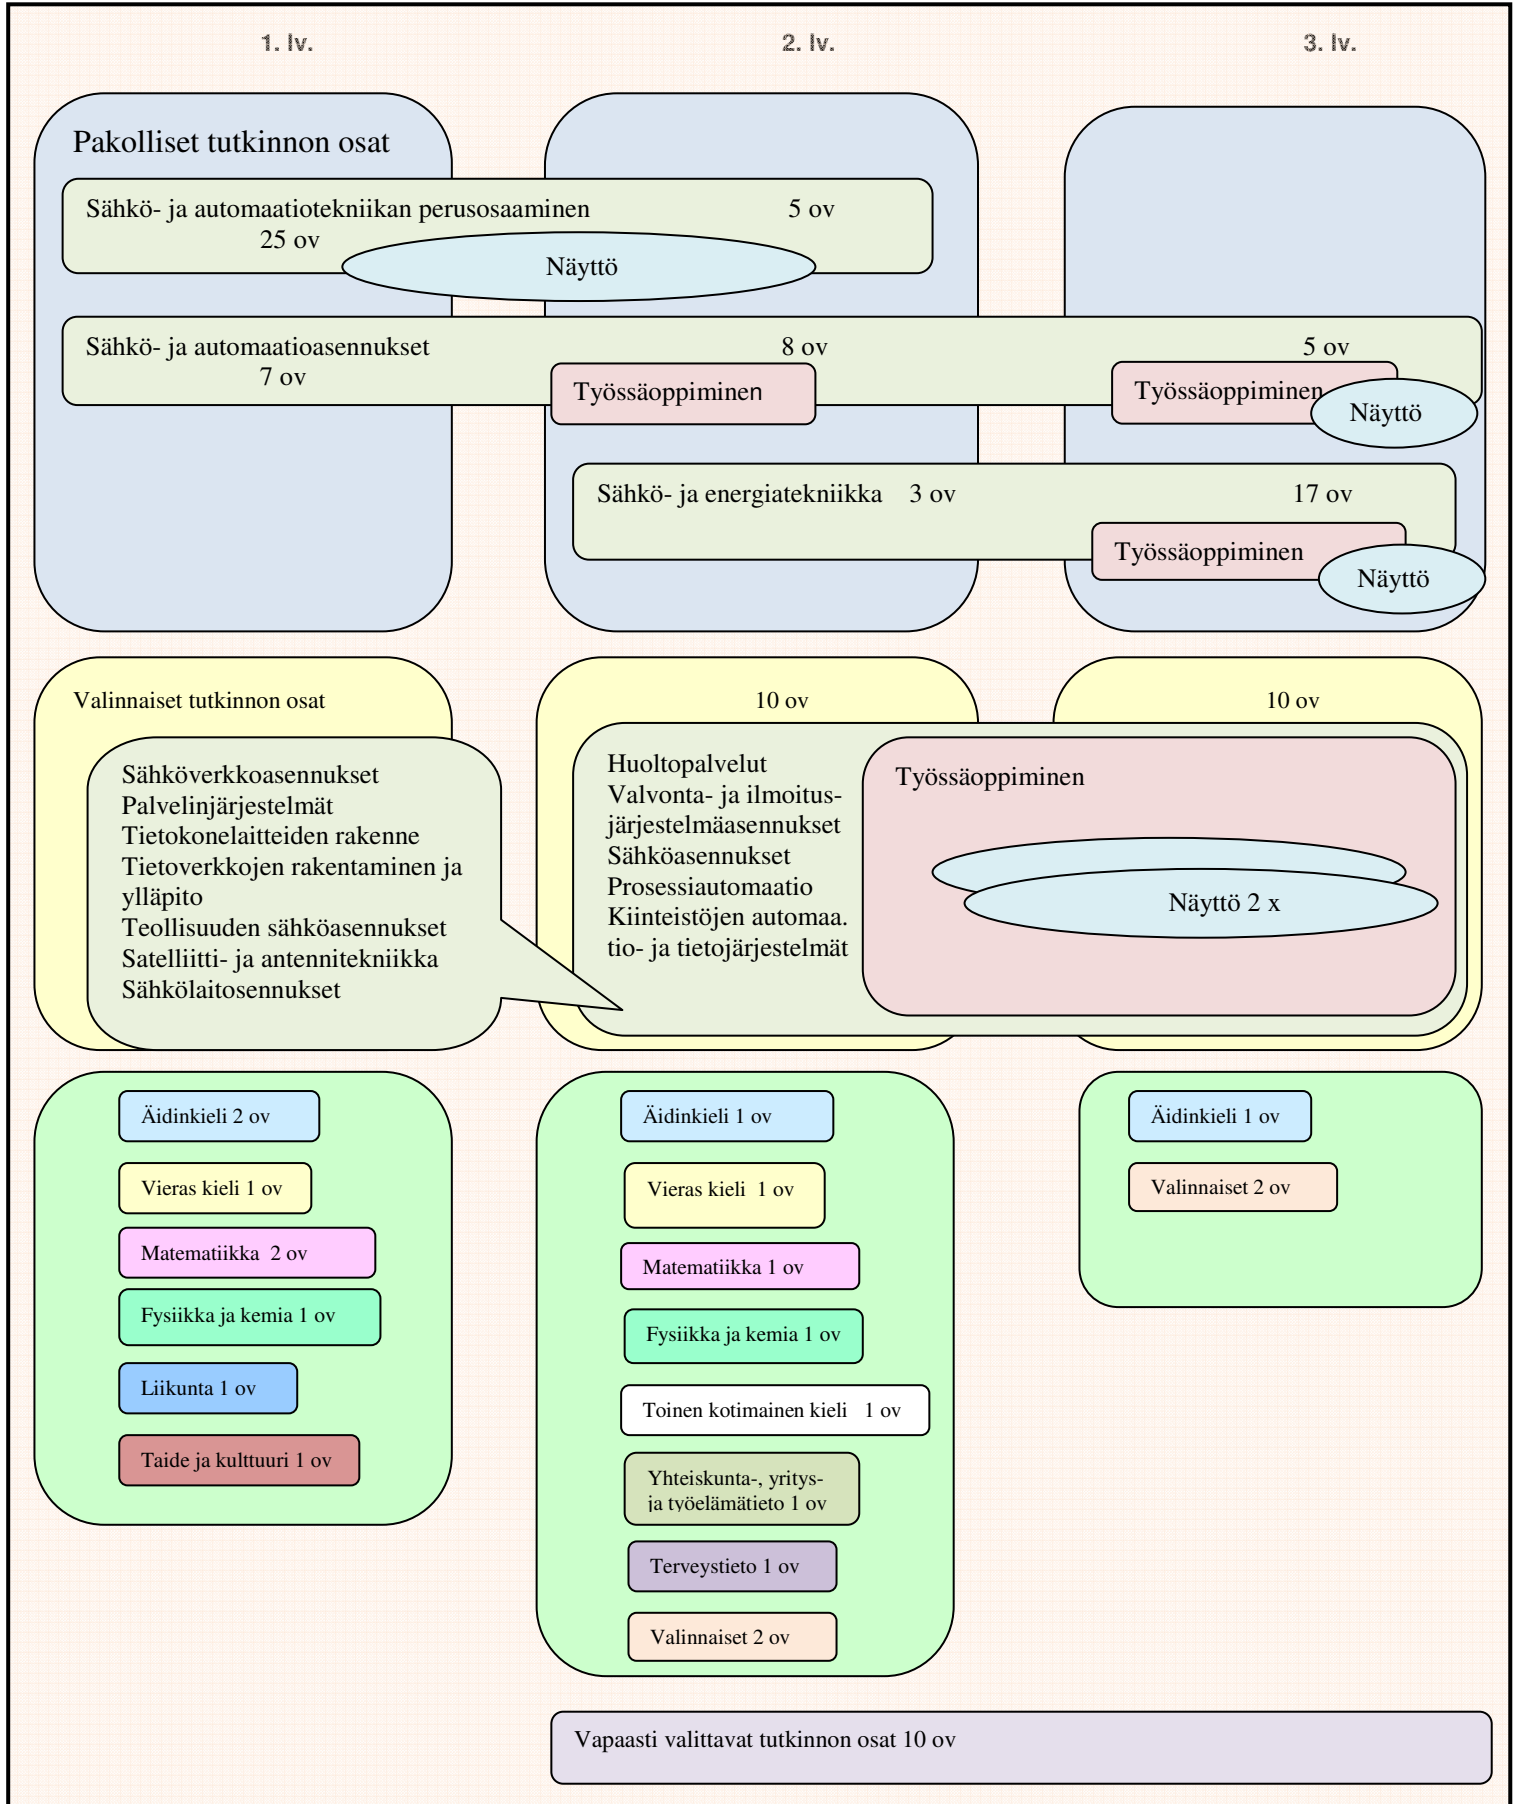 1. lv. 2. lv. 3. lv.
Pakolliset tutkinnon osat
Sähkö- ja automaatiotekniikan perusosaaminen 5 ov
25 ov
Näyttö
Sähkö- ja automaatioasennukset 8 ov 5 ov
7 ov
Työssäoppiminen Työssäoppiminen
Näyttö
Sähkö- ja energiatekniikka 3 ov 17 ov
Työssäoppiminen
Näyttö
Valinnaiset tutkinnon osat 10 ov 10 ov
Sähköverkkoasennukset
Palvelinjärjestelmät
Tietokonelaitteiden rakenne
Tietoverkkojen rakentaminen ja
ylläpito
Teollisuuden sähköasennukset
Satelliitti- ja antennitekniikka
Sähkölaitosennukset
Huoltopalvelut
Valvonta- ja ilmoitus-
järjestelmäasennukset
Sähköasennukset
Prosessiautomaatio
Kiinteistöjen automaa.
tio- ja tietojärjestelmät
Työssäoppiminen
Näyttö 2 x
Äidinkieli 2 ov
Vieras kieli 1 ov
Matematiikka 2 ov
Fysiikka ja kemia 1 ov
Liikunta 1 ov
Taide ja kulttuuri 1 ov
Äidinkieli 1 ov
Vieras kieli 1 ov
Matematiikka 1 ov
Fysiikka ja kemia 1 ov
Toinen kotimainen kieli 1 ov
Yhteiskunta-, yritys-
ja työelämätieto 1 ov
Terveystieto 1 ov
Valinnaiset 2 ov
Äidinkieli 1 ov
Valinnaiset 2 ov
Vapaasti valittavat tutkinnon osat 10 ov